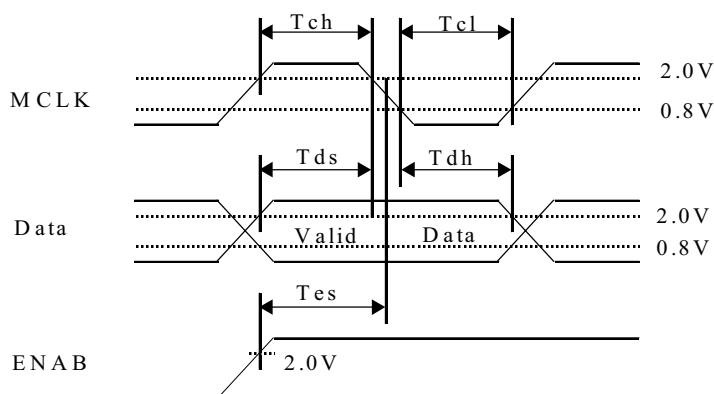 Tch Tcl
2.0V
MCLK
0.8V
Tds Tdh
2.0V
Data
Valid Data
0.8V
Tes
ENAB
2.0V